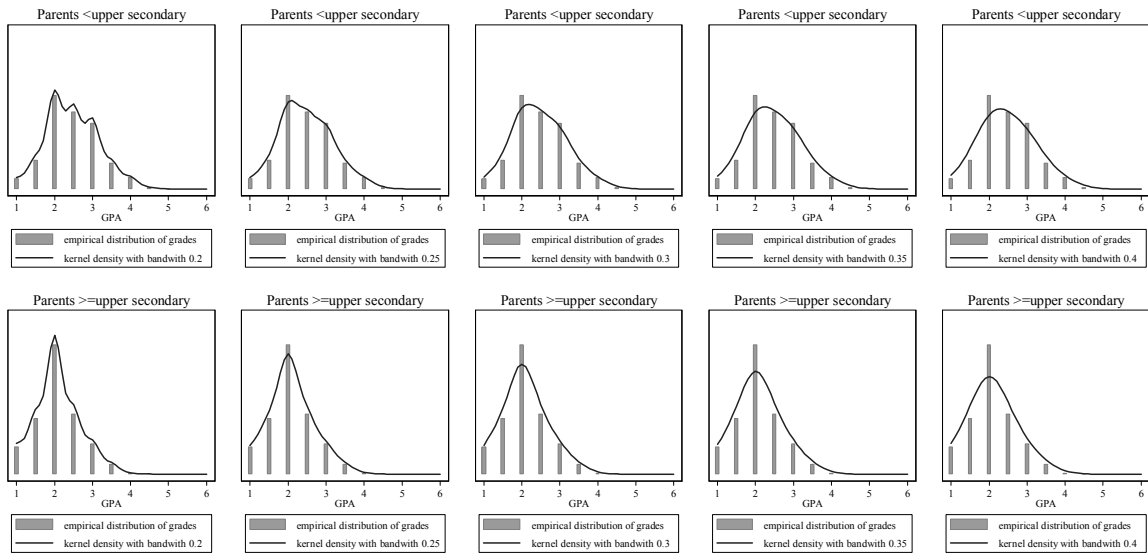 Parents <upper secondary
1 2 3 4 5 6
GPA
empirical distribution of grades
kernel density with bandwith 0.2
Parents <upper secondary
1 2 3 4 5 6
GPA
empirical distribution of grades
kernel density with bandwith 0.25
Parents <upper secondary
1 2 3 4 5 6
GPA
empirical distribution of grades
kernel density with bandwith 0.3
Parents <upper secondary
1 2 3 4 5 6
GPA
empirical distribution of grades
kernel density with bandwith 0.35
Parents <upper secondary
1 2 3 4 5 6
GPA
empirical distribution of grades
kernel density with bandwith 0.4
Parents >=upper secondary
1 2 3 4 5 6
GPA
empirical distribution of grades
kernel density with bandwith 0.2
Parents >=upper secondary
1 2 3 4 5 6
GPA
empirical distribution of grades
kernel density with bandwith 0.25
Parents >=upper secondary
1 2 3 4 5 6
GPA
empirical distribution of grades
kernel density with bandwith 0.3
Parents >=upper secondary
1 2 3 4 5 6
GPA
empirical distribution of grades
kernel density with bandwith 0.35
Parents >=upper secondary
1 2 3 4 5 6
GPA
empirical distribution of grades
kernel density with bandwith 0.4